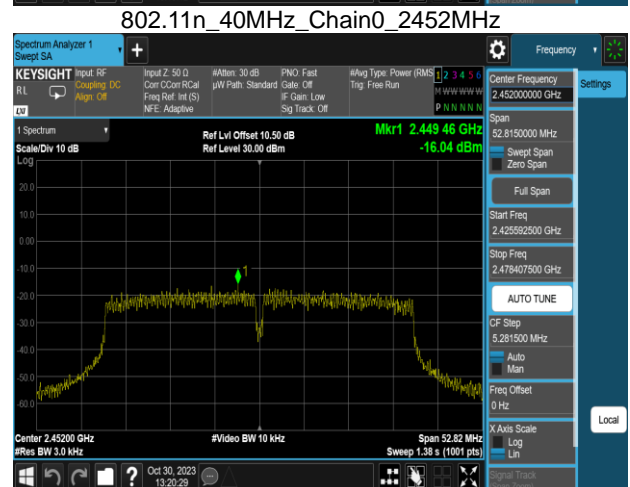 802.11n_40MHz_Chain0_2452MHz
Spectrum Analyzer 1
Swept SA
Frequency
KEYSIGHT Input: RF
RL Coupling: DC
Align: Off
LXI
Input Z: 50 Ω
Corr CCorr RCal
Freq Ref: Int (S)
NFE: Adaptive
#Atten: 30 dB
µW Path: Standard
PNO: Fast
Gate: Off
IF Gain: Low
Sig Track: Off
#Avg Type: Power (RMS
Trig: Free Run
1 2 3 4 5 6
M W W W W W
P N N N N N
Center Frequency
2.452000000 GHz
Settings
1 Spectrum
Scale/Div 10 dB
Log
Ref Lvl Offset 10.50 dB
Ref Level 30.00 dBm
Mkr1 2.449 46 GHz
-16.04 dBm
Span
52.8150000 MHz
Swept Span
Zero Span
Full Span
Start Freq
2.425592500 GHz
Stop Freq
2.478407500 GHz
AUTO TUNE
CF Step
5.281500 MHz
Auto
Man
Freq Offset
0 Hz
X Axis Scale
Log
Lin
Local
Signal Track
20.0
10.0
0.00
-10.0
1
-20.0
-30.0
-40.0
-50.0
-60.0
Center 2.45200 GHz
#Res BW 3.0 kHz
#Video BW 10 kHz
Span 52.82 MHz
Sweep 1.38 s (1001 pts)
?
Oct 30, 2023
13:20:29